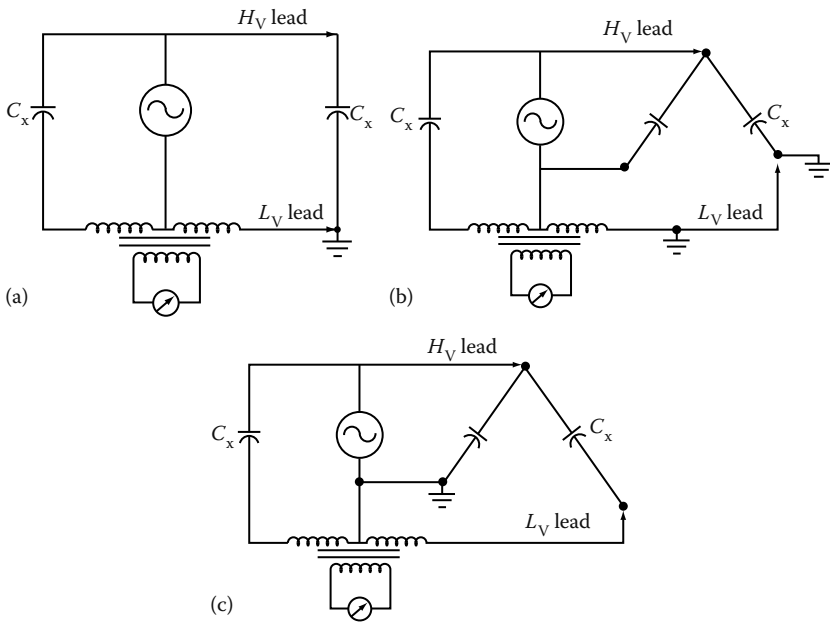 H_V lead
C_x
C_x
L_V lead
(a)
H_V lead
C_x
C_x
L_V lead
(b)
H_V lead
C_x
C_x
L_V lead
(c)